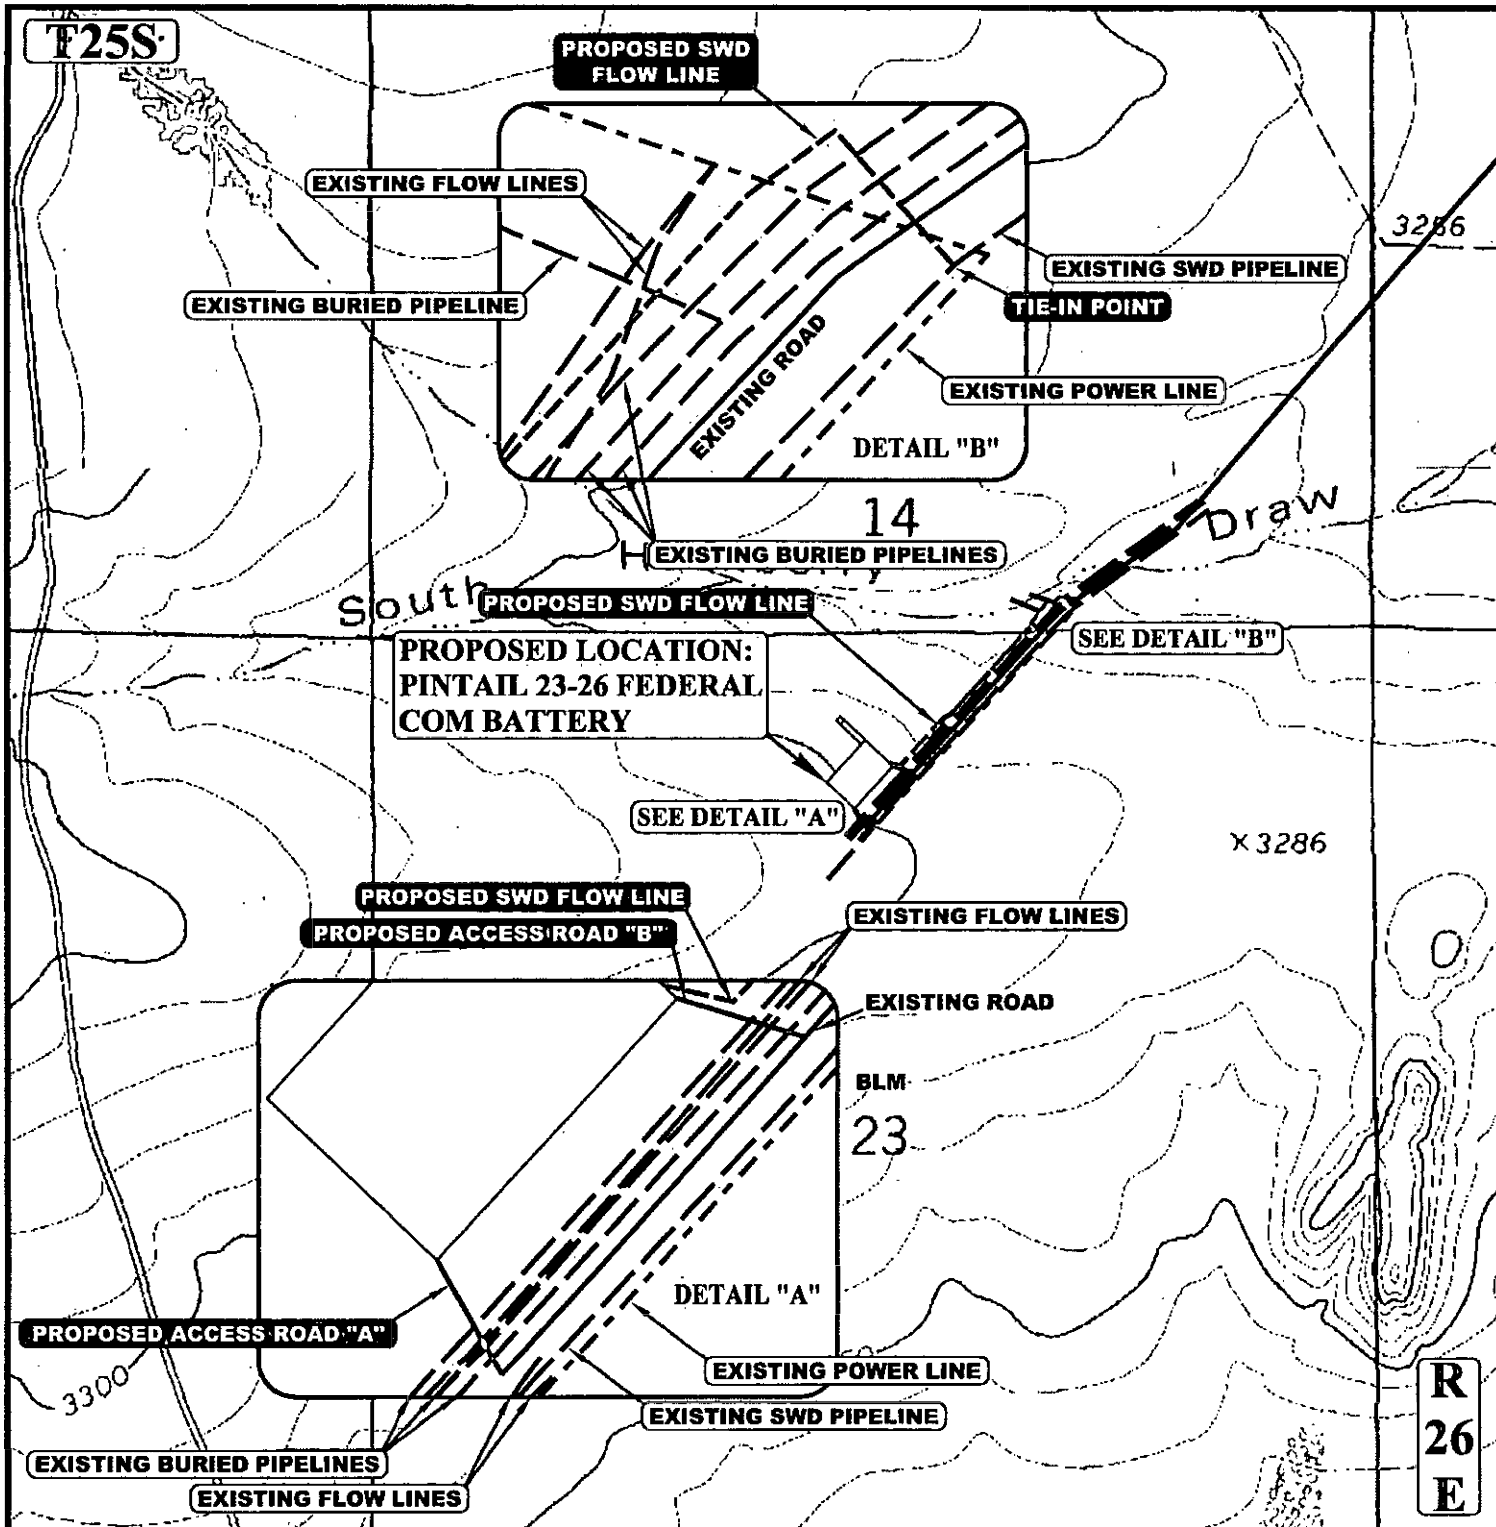 T25S
PROPOSED SWD
FLOW LINE
EXISTING FLOW LINES
3266
EXISTING SWD PIPELINE
EXISTING BURIED PIPELINE
TIE-IN POINT
EXISTING ROAD
EXISTING POWER LINE
DETAIL "B"
14
Draw
EXISTING BURIED PIPELINES
South
PROPOSED SWD FLOW LINE
SEE DETAIL "B"
PROPOSED LOCATION:
PINTAIL 23-26 FEDERAL
COM BATTERY
SEE DETAIL "A"
×3286
PROPOSED SWD FLOW LINE
EXISTING FLOW LINES
PROPOSED ACCESS ROAD "B"
EXISTING ROAD
BLM
23
DETAIL "A"
PROPOSED ACCESS ROAD "A"
EXISTING POWER LINE
3300
EXISTING SWD PIPELINE
EXISTING BURIED PIPELINES
EXISTING FLOW LINES
R
26
E